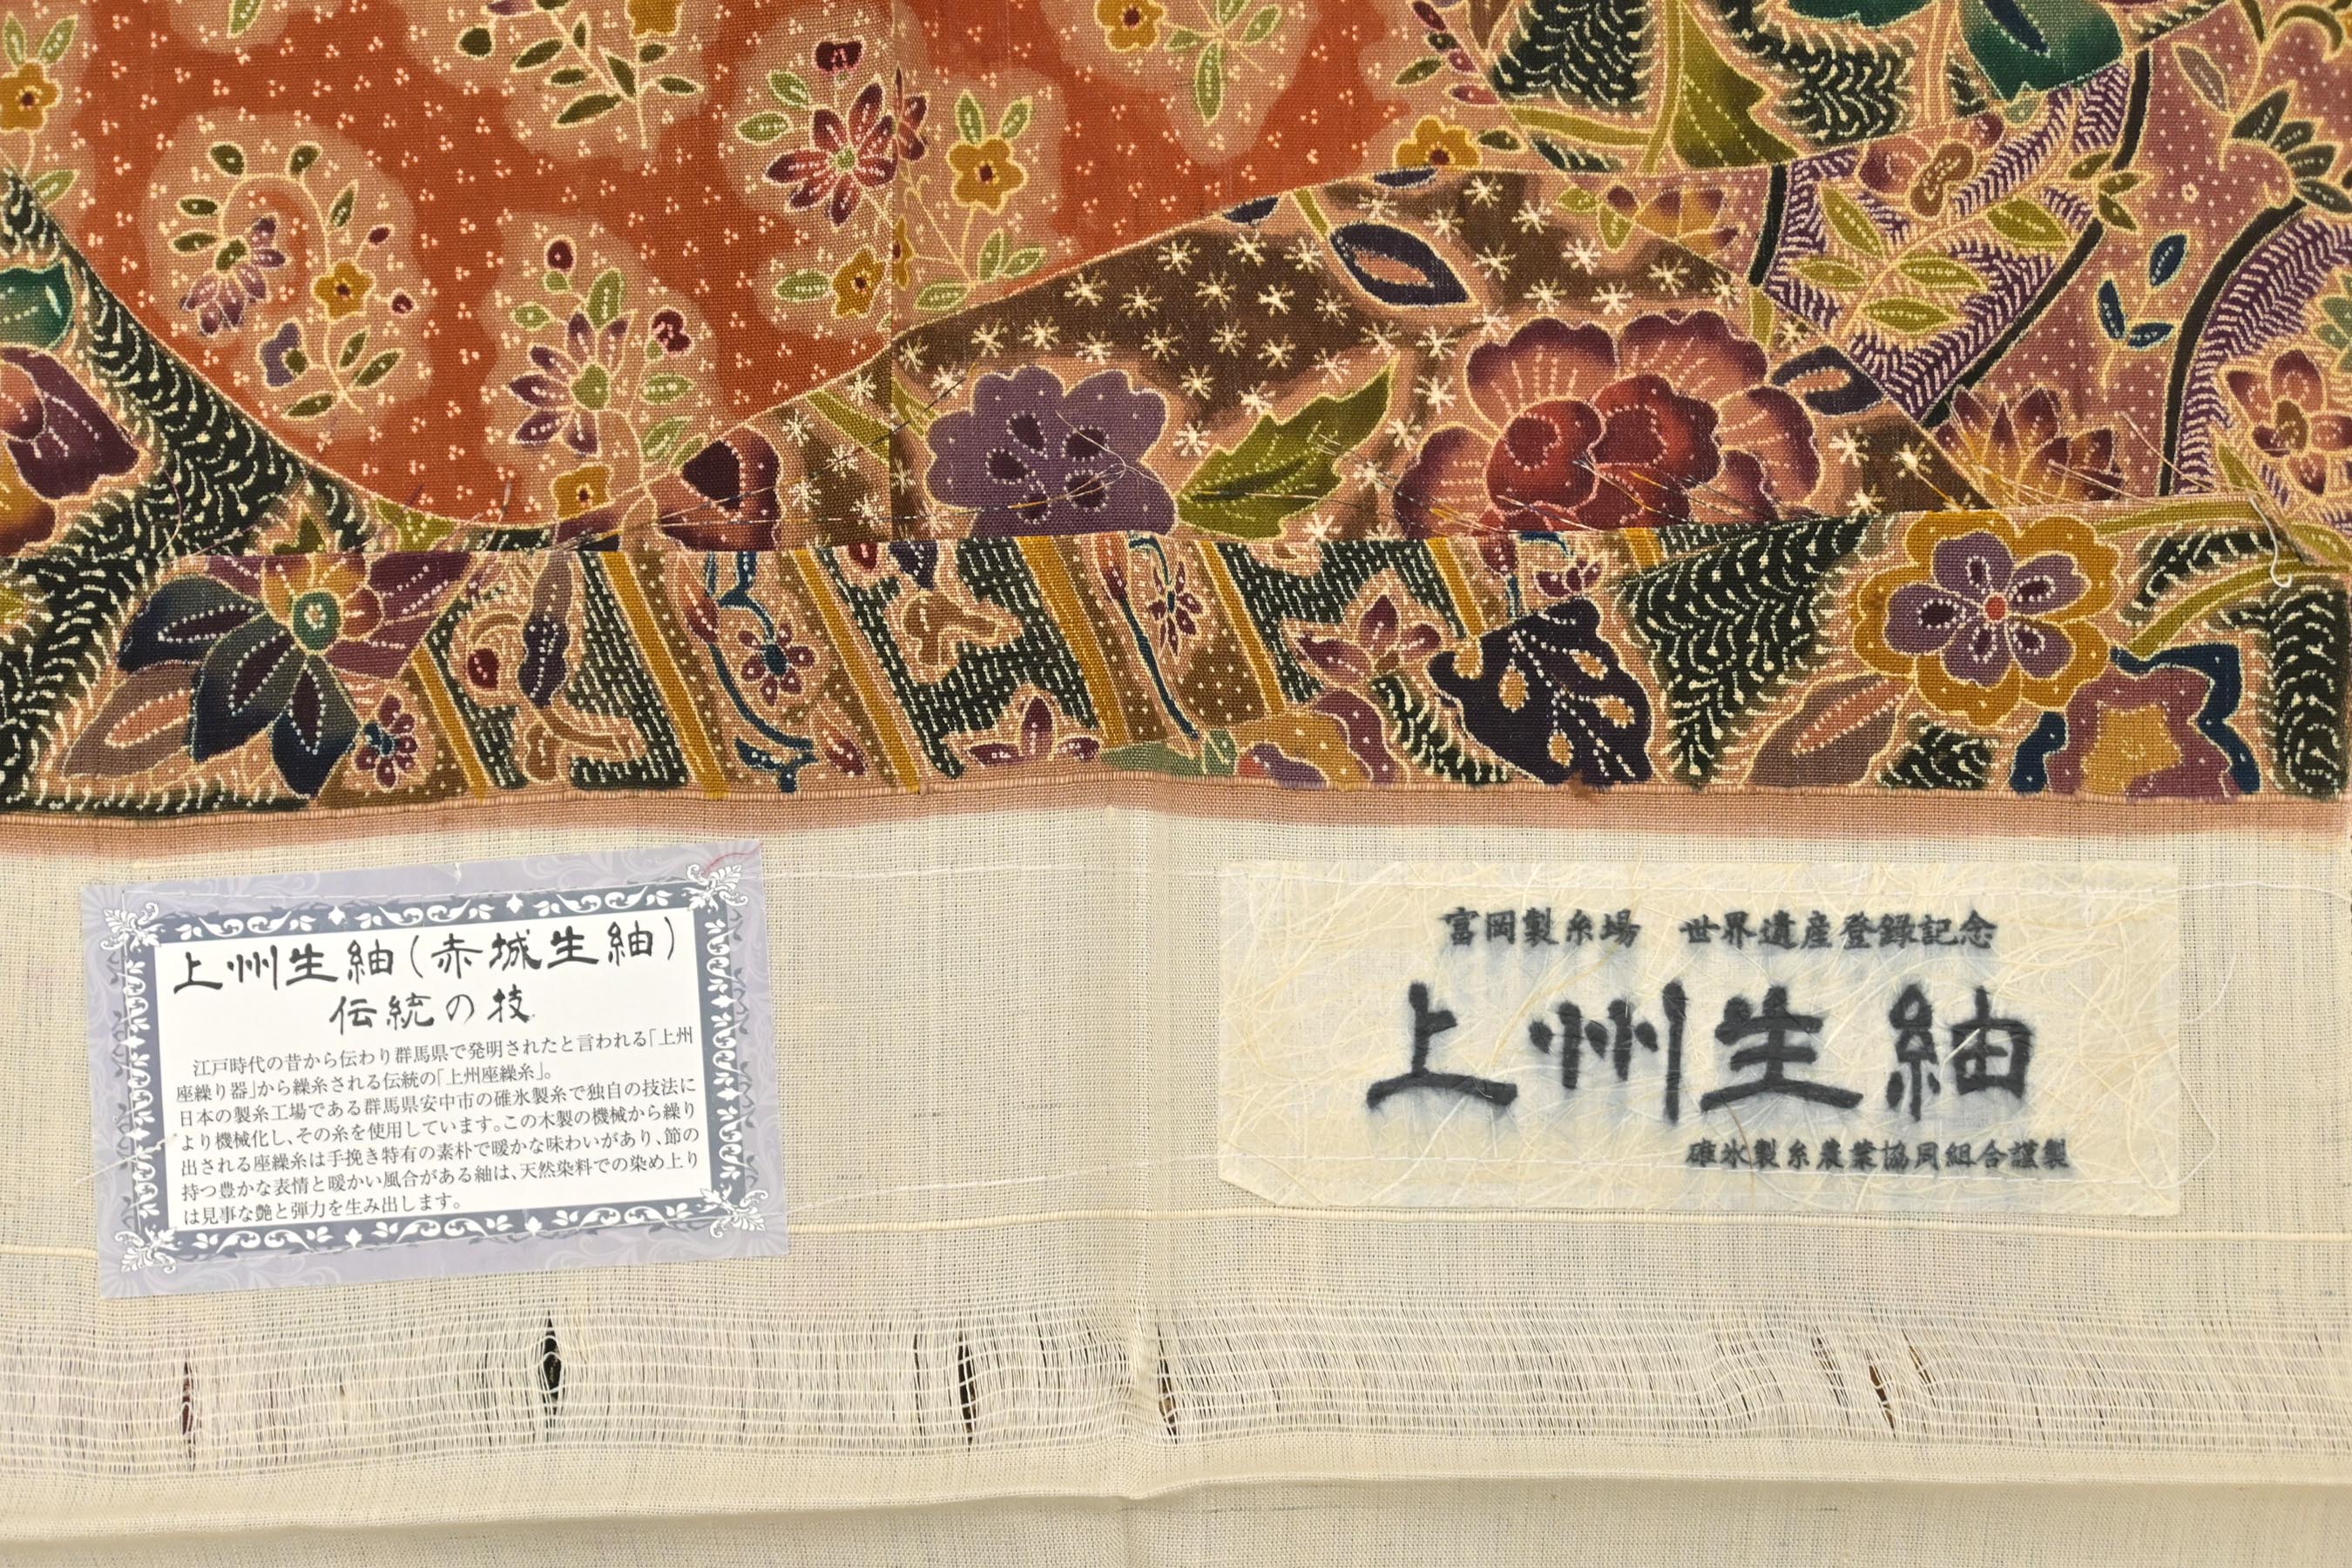 上州生紬(赤城生紬)
伝統の技
江戸時代の昔から伝わり群馬県で発明されたと言われる「上州
座繰り器」から繰糸される伝統の「上州座繰糸」。
日本の製糸工場である群馬県安中市の碓氷製糸で独自の技法に
より機械化し、その糸を使用しています。この木製の機械から繰り
出される座繰糸は手挽き特有の素朴で暖かな味わいがあり、節の
持つ豊かな表情と暖かい風合がある紬は、天然染料での染め上り
は見事な艶と弾力を生み出します。
富岡製糸場 世界遺産登録記念
上州生紬
碓氷製糸農業協同組合謹製